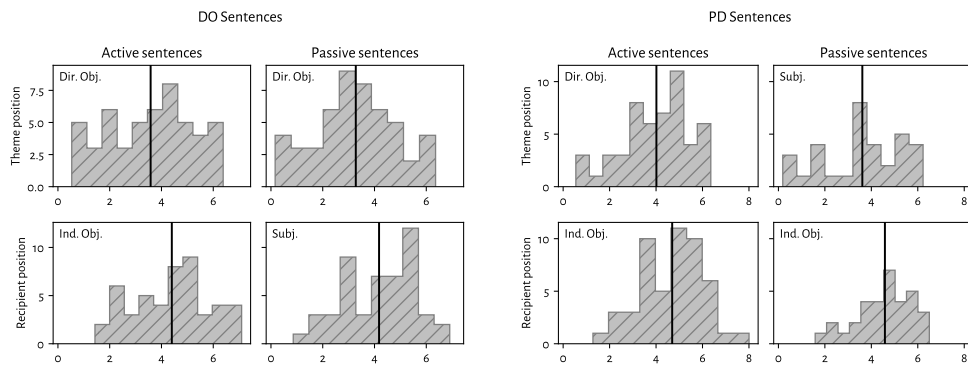 DO Sentences
PD Sentences
Active sentences
Passive sentences
Active sentences
Passive sentences
Theme position
7.5
5.0
2.5
0.0
Dir. Obj.
0 2 4 6
Dir. Obj.
0 2 4 6
10
5
0
Dir. Obj.
0 2 4 6 8
Subj.
0 2 4 6 8
Theme position
Recipient position
10
5
0
Ind. Obj.
0 2 4 6
Subj.
0 2 4 6
Recipient position
10
5
0
Ind. Obj.
0 2 4 6 8
Ind. Obj.
0 2 4 6 8